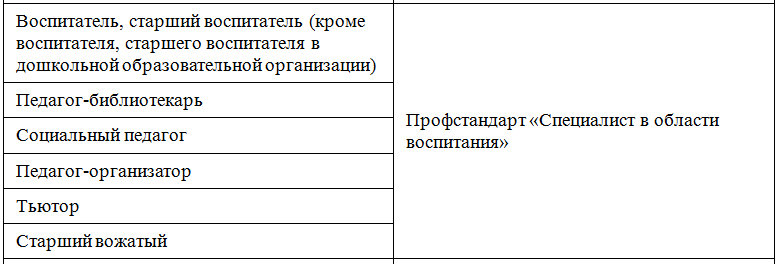 Воспитатель, старший воспитатель (кроме
воспитателя, старшего воспитателя в
дошкольной образовательной организации)
Педагог-библиотекарь
Социальный педагог
Педагог-организатор
Тьютор
Старший вожатый
Профстандарт «Специалист в области
воспитания»